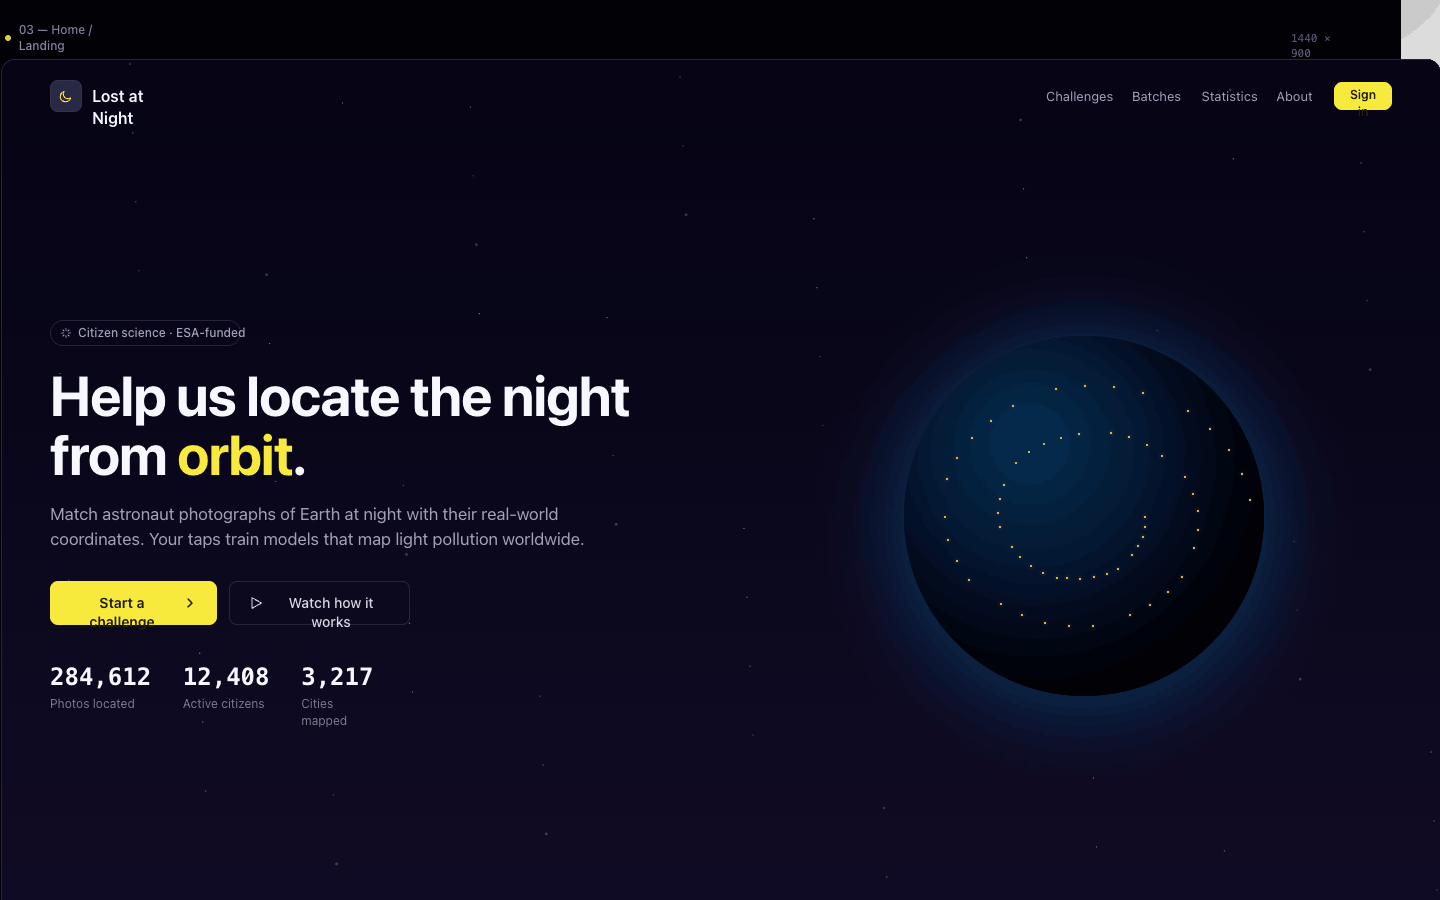 03 — Home /
Landing
1440 ×
900
Lost at
Night
Challenges
Batches
Statistics
About
Sign
in
Citizen science · ESA-funded
Help us locate the night
from orbit.
Match astronaut photographs of Earth at night with their real-world
coordinates. Your taps train models that map light pollution worldwide.
Start a
challenge
Watch how it
works
284,612
12,408
3,217
Photos located
Active citizens
Cities
mapped